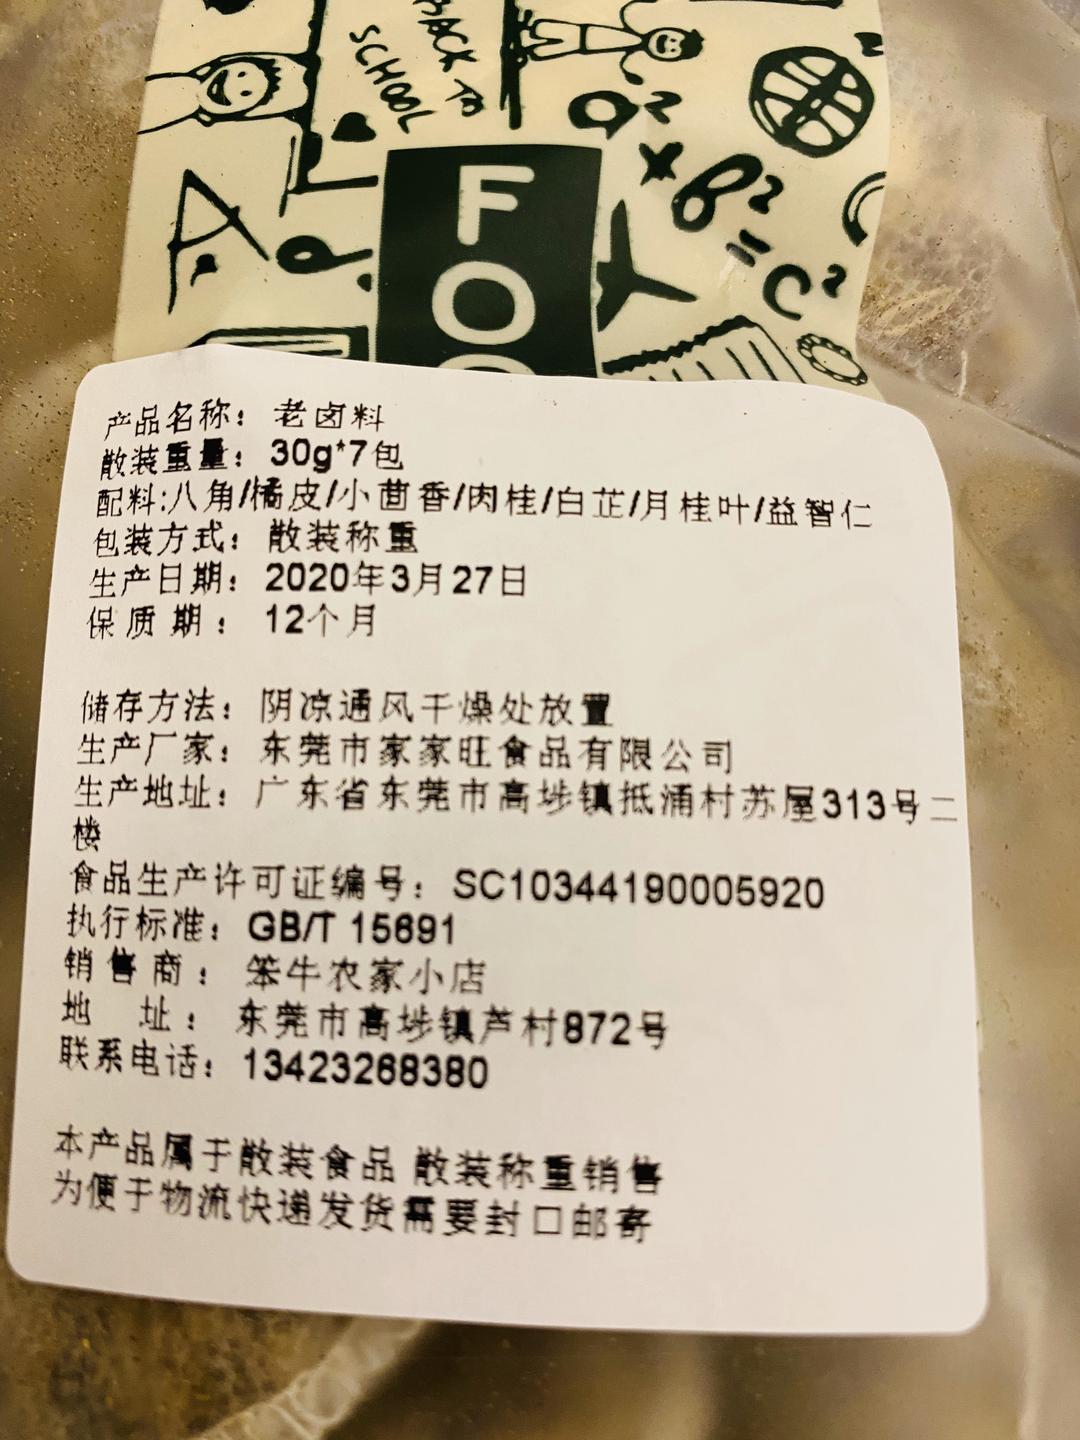 BACK TO
SCHOOL
a² × B² = C²
FOO
产品名称：老卤料
散装重量：30g*7包
配料:八角/橘皮/小茴香/肉桂/白芷/月桂叶/益智仁
包装方式：散装称重
生产日期：2020年3月27日
保质期：12个月
储存方法：阴凉通风干燥处放置
生产厂家：东莞市家家旺食品有限公司
生产地址：广东省东莞市高埗镇抵涌村苏屋313号二
楼
食品生产许可证编号：SC10344190005920
执行标准：GB/T 15691
销售商：笨牛农家小店
地 址：东莞市高埗镇芦村872号
联系电话：13423268380
本产品属于散装食品 散装称重销售
为便于物流快递发货需要封口邮寄